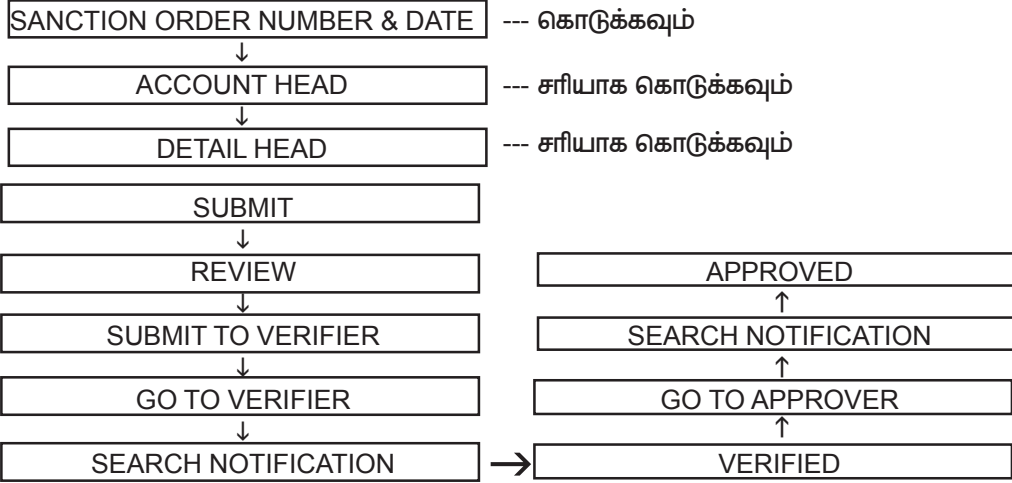 SANCTION ORDER NUMBER & DATE --- கொடுக்கவும்
↓
ACCOUNT HEAD --- சரியாக கொடுக்கவும்
↓
DETAIL HEAD --- சரியாக கொடுக்கவும்
SUBMIT
↓
REVIEW
↓
SUBMIT TO VERIFIER
↓
GO TO VERIFIER
↓
SEARCH NOTIFICATION →
VERIFIED
↑
GO TO APPROVER
↑
SEARCH NOTIFICATION
↑
APPROVED